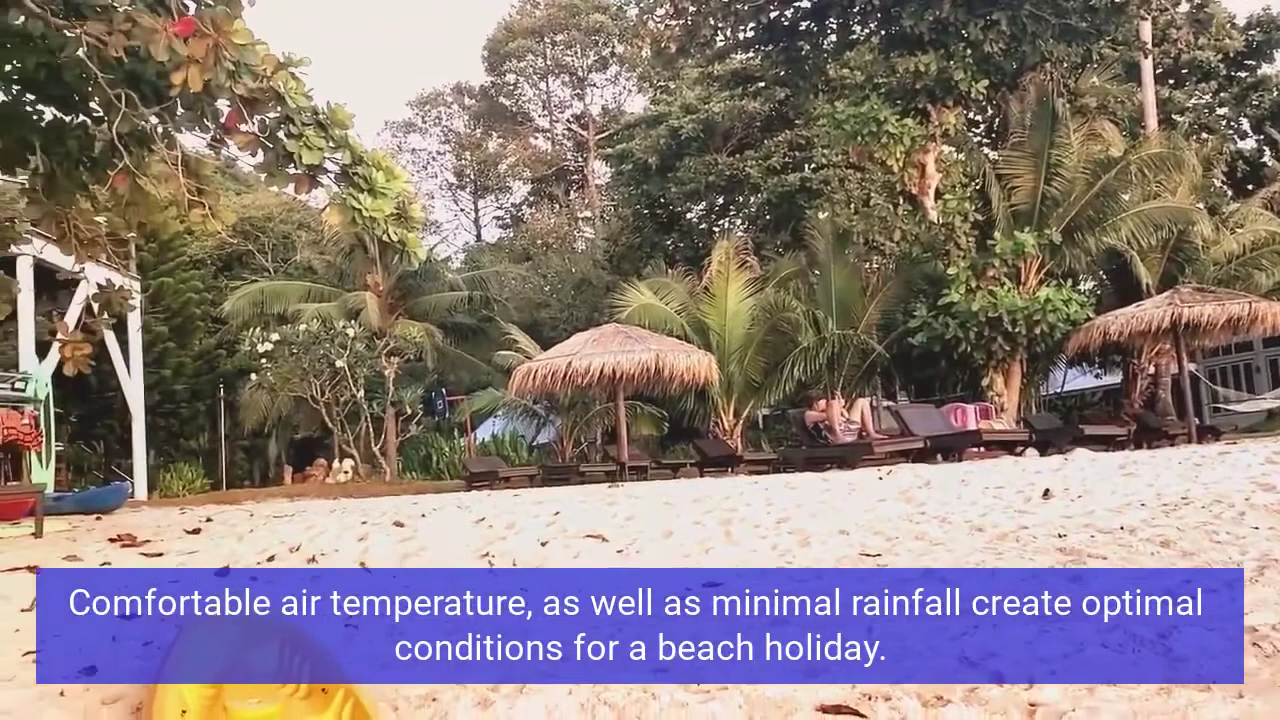 Comfortable air temperature, as well as minimal rainfall create optimal
conditions for a beach holiday.